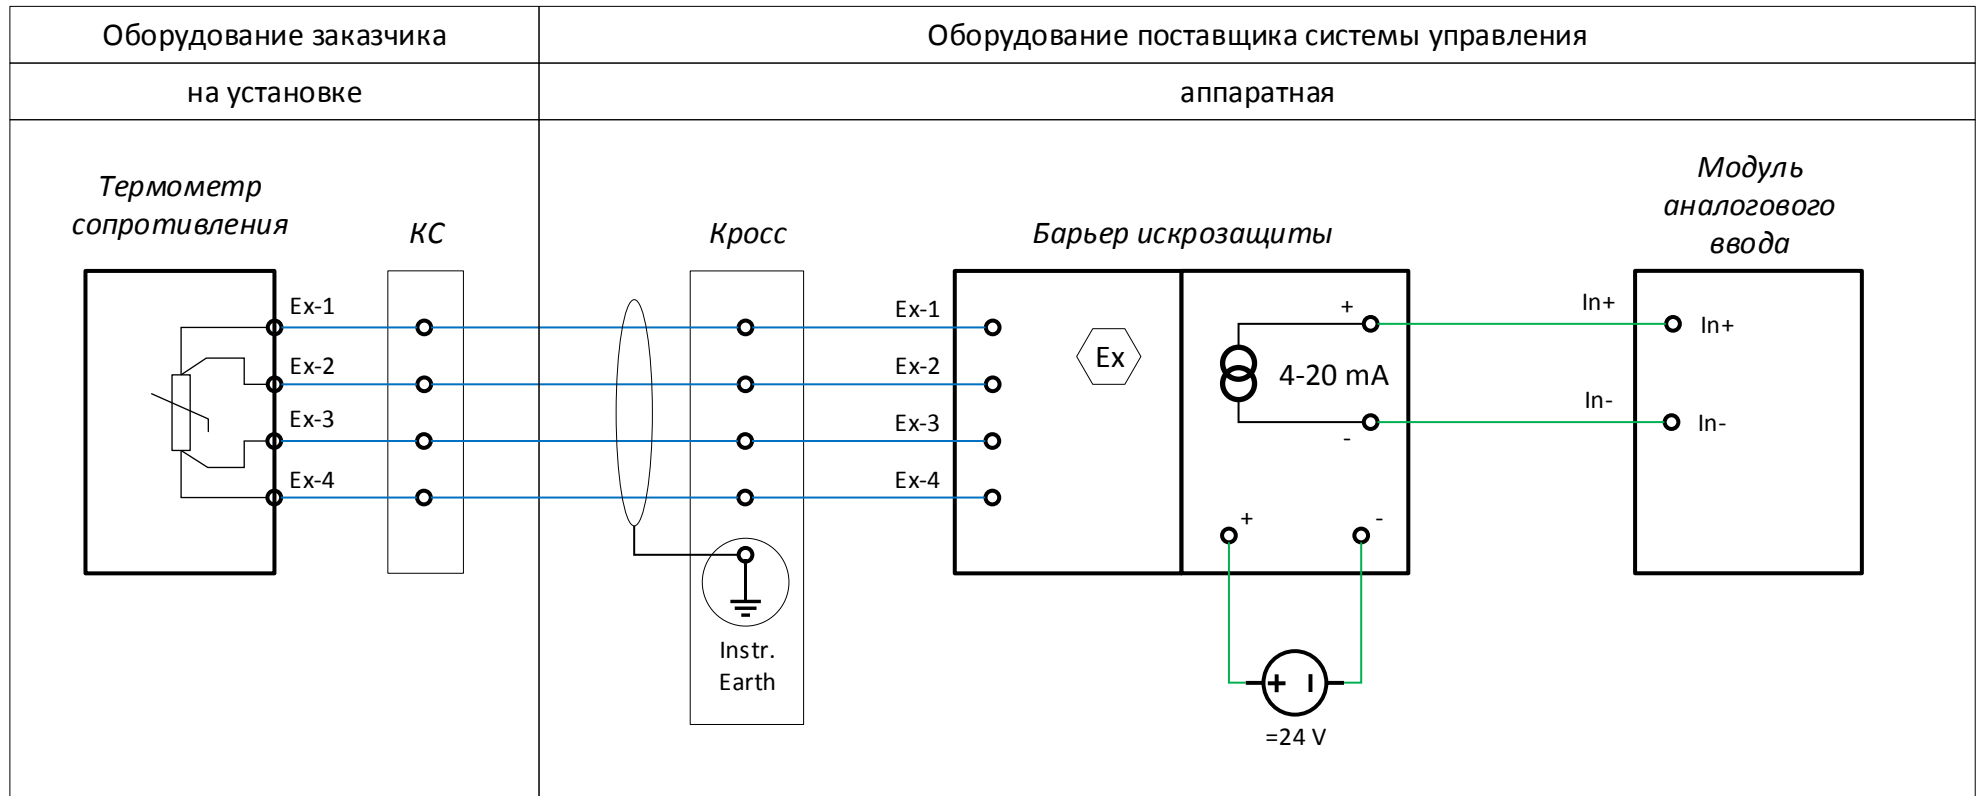 Оборудование заказчика
Оборудование поставщика системы управления
на установке
аппаратная
Термометр
сопротивления
КС
Кросс
Барьер искрозащиты
Модуль
аналогового
ввода
Ex-1
Ex-2
Ex-3
Ex-4
Ex-1
Ex-2
Ex-3
Ex-4
Ex
+
4-20 mA
-
In+
In-
In+
In-
Instr.
Earth
+
-
=24 V